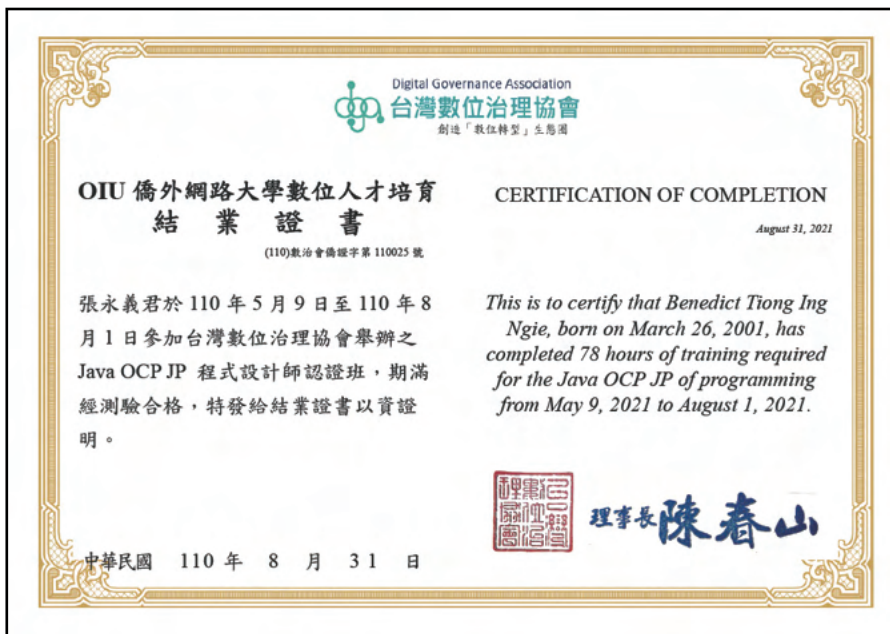 Digital Governance Association
台灣數位治理協會
創造「數位轉型」生態圈
OIU 僑外網路大學數位人才培育
結業證書
(110)數治會僑證字第 110025 號
張永義君於 110 年 5 月 9 日至 110 年 8
月 1 日參加台灣數位治理協會舉辦之
Java OCP JP 程式設計師認證班，期滿
經測驗合格，特發給結業證書以資證
明。
中華民國 110 年 8 月 31 日
CERTIFICATION OF COMPLETION
August 31, 2021
This is to certify that Benedict Tiong Ing
Ngie, born on March 26, 2001, has
completed 78 hours of training required
for the Java OCP JP of programming
from May 9, 2021 to August 1, 2021.
理事長 陳春山